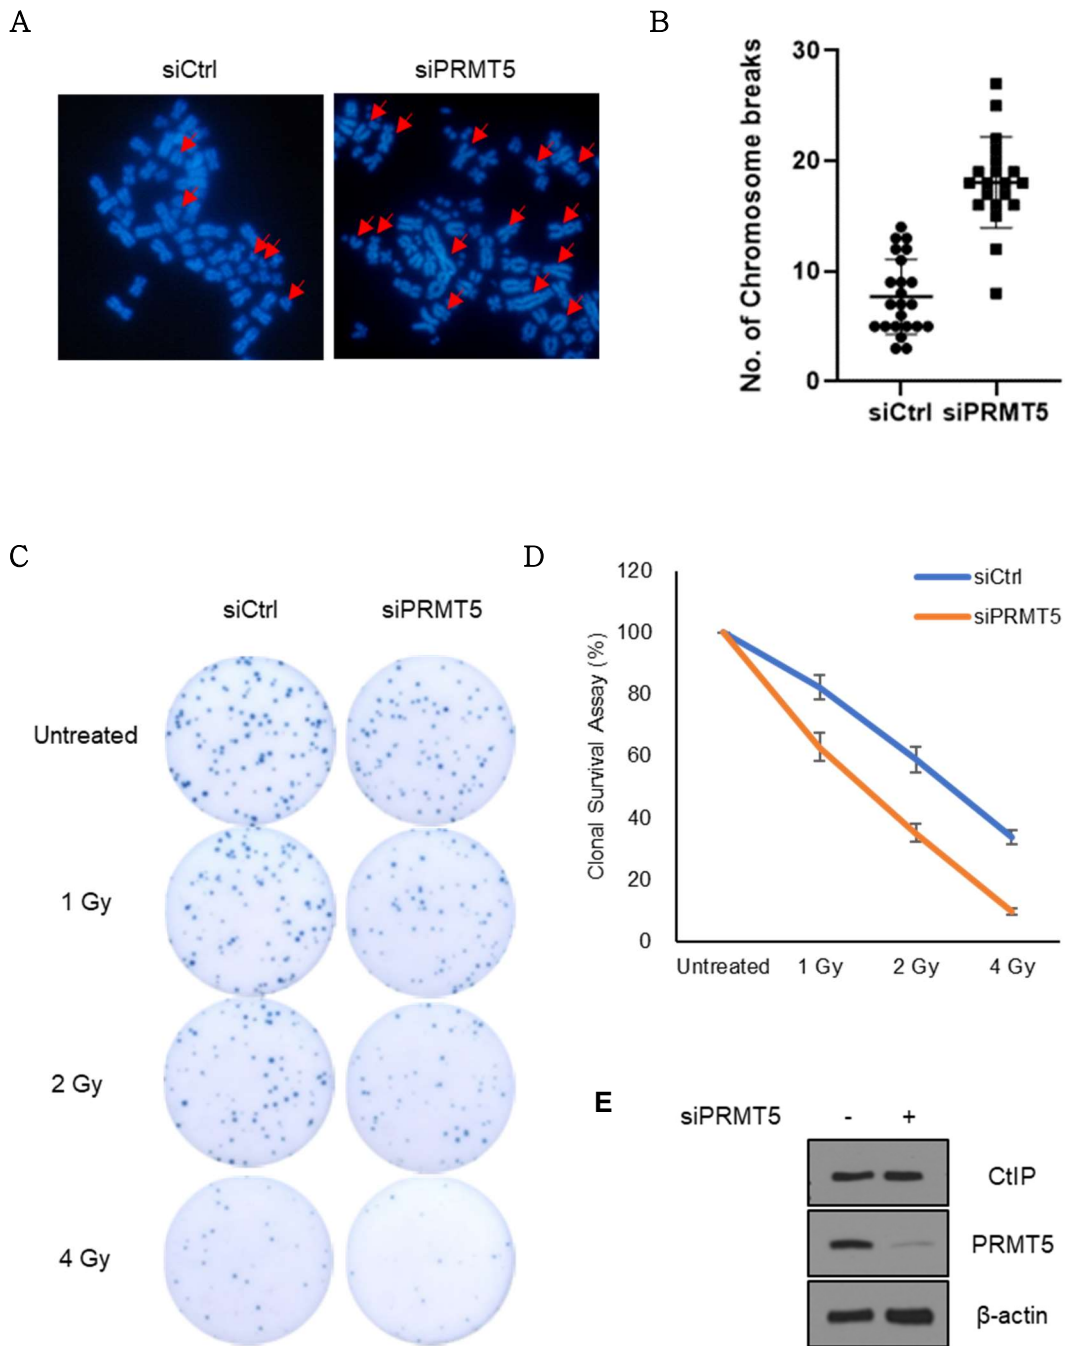 A
siCtrl siPRMT5
B
No. of Chromosome breaks
30
20
10
0
siCtrl siPRMT5
C
siCtrl siPRMT5
Untreated
1 Gy
2 Gy
4 Gy
D
Clonal Survival Assay (%)
120
100
80
60
40
20
0
siCtrl
siPRMT5
Untreated 1 Gy 2 Gy 4 Gy
E
siPRMT5 - +
CtIP
PRMT5
β-actin